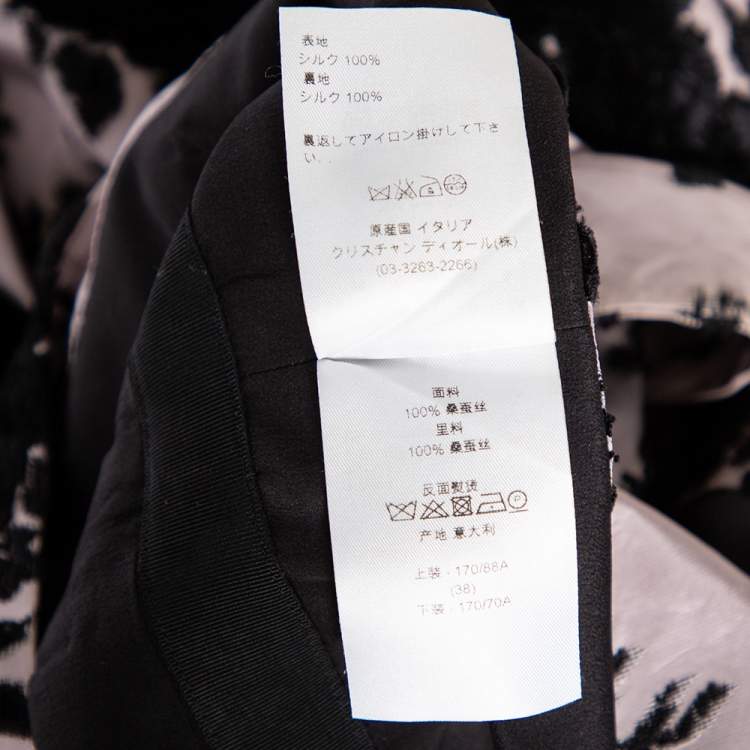 表地
シルク 100%
裏地
シルク 100%
裏返してアイロン掛けして下さ
い.
原産国 イタリア
クリスチャン ディオール(株)
(03-3263-2266)
面料
100% 桑蚕丝
里料
100% 桑蚕丝
反面熨烫
产地 意大利
上装 . 170/88A
(38)
下装 . 170/70A